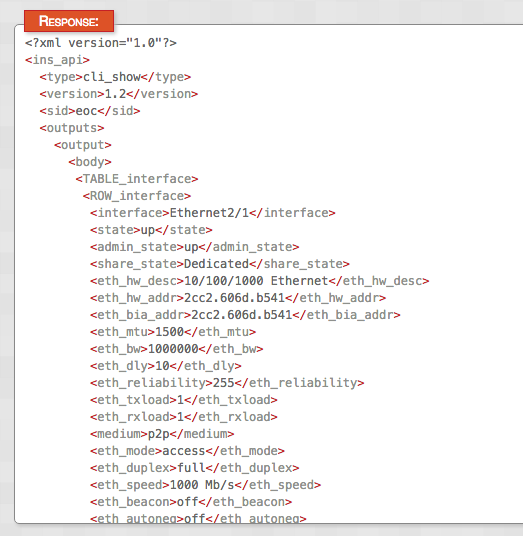 RESPONSE:
<?xml version="1.0"?>
<ins_api>
<type>cli_show</type>
<version>1.2</version>
<sid>eoc</sid>
<outputs>
<output>
<body>
<TABLE_interface>
<ROW_interface>
<interface>Ethernet2/1</interface>
<state>up</state>
<admin_state>up</admin_state>
<share_state>Dedicated</share_state>
<eth_hw_desc>10/100/1000 Ethernet</eth_hw_desc>
<eth_hw_addr>2cc2.606d.b541</eth_hw_addr>
<eth_bia_addr>2cc2.606d.b541</eth_bia_addr>
<eth_mtu>1500</eth_mtu>
<eth_bw>1000000</eth_bw>
<eth_dly>10</eth_dly>
<eth_reliability>255</eth_reliability>
<eth_txload>1</eth_txload>
<eth_rxload>1</eth_rxload>
<medium>p2p</medium>
<eth_mode>access</eth_mode>
<eth_duplex>full</eth_duplex>
<eth_speed>1000 Mb/s</eth_speed>
<eth_beacon>off</eth_beacon>
<eth_autoneg>off</eth_autoneg>